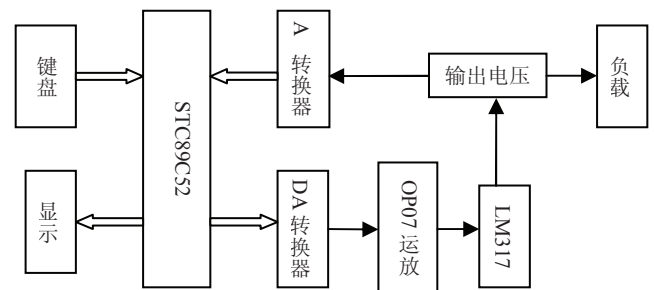 键盘
STC89C52
A 转换器
输出电压
负载
显示
DA 转换器
OP07 运放
LM317